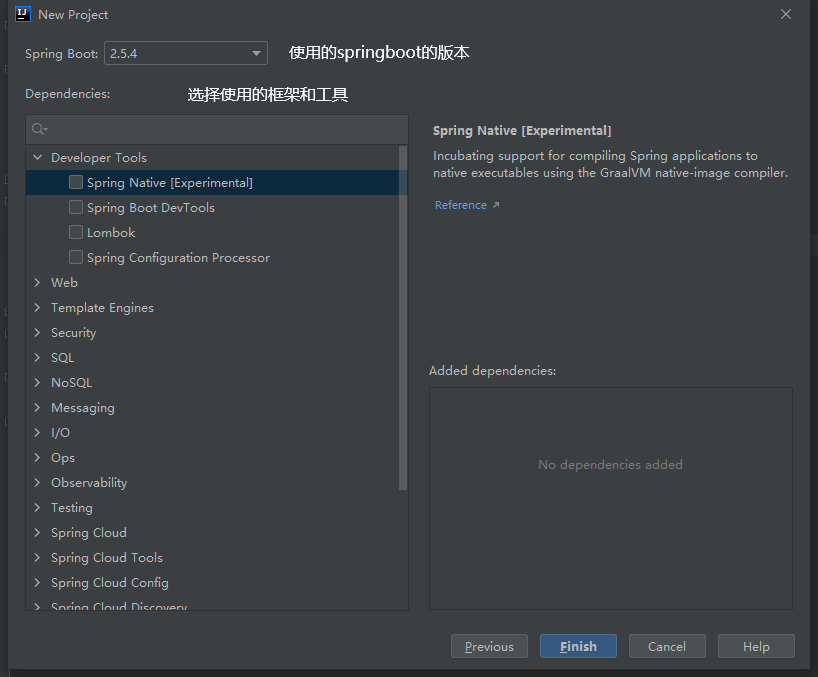 New Project
Spring Boot: 2.5.4 使用的springboot的版本
Dependencies: 选择使用的框架和工具
Developer Tools
Spring Native [Experimental]
Spring Boot DevTools
Lombok
Spring Configuration Processor
Web
Template Engines
Security
SQL
NoSQL
Messaging
I/O
Ops
Observability
Testing
Spring Cloud
Spring Cloud Tools
Spring Cloud Config
Spring Cloud Discovery
Spring Native [Experimental]
Incubating support for compiling Spring applications to
native executables using the GraalVM native-image compiler.
Reference
Added dependencies:
No dependencies added
Previous Finish Cancel Help